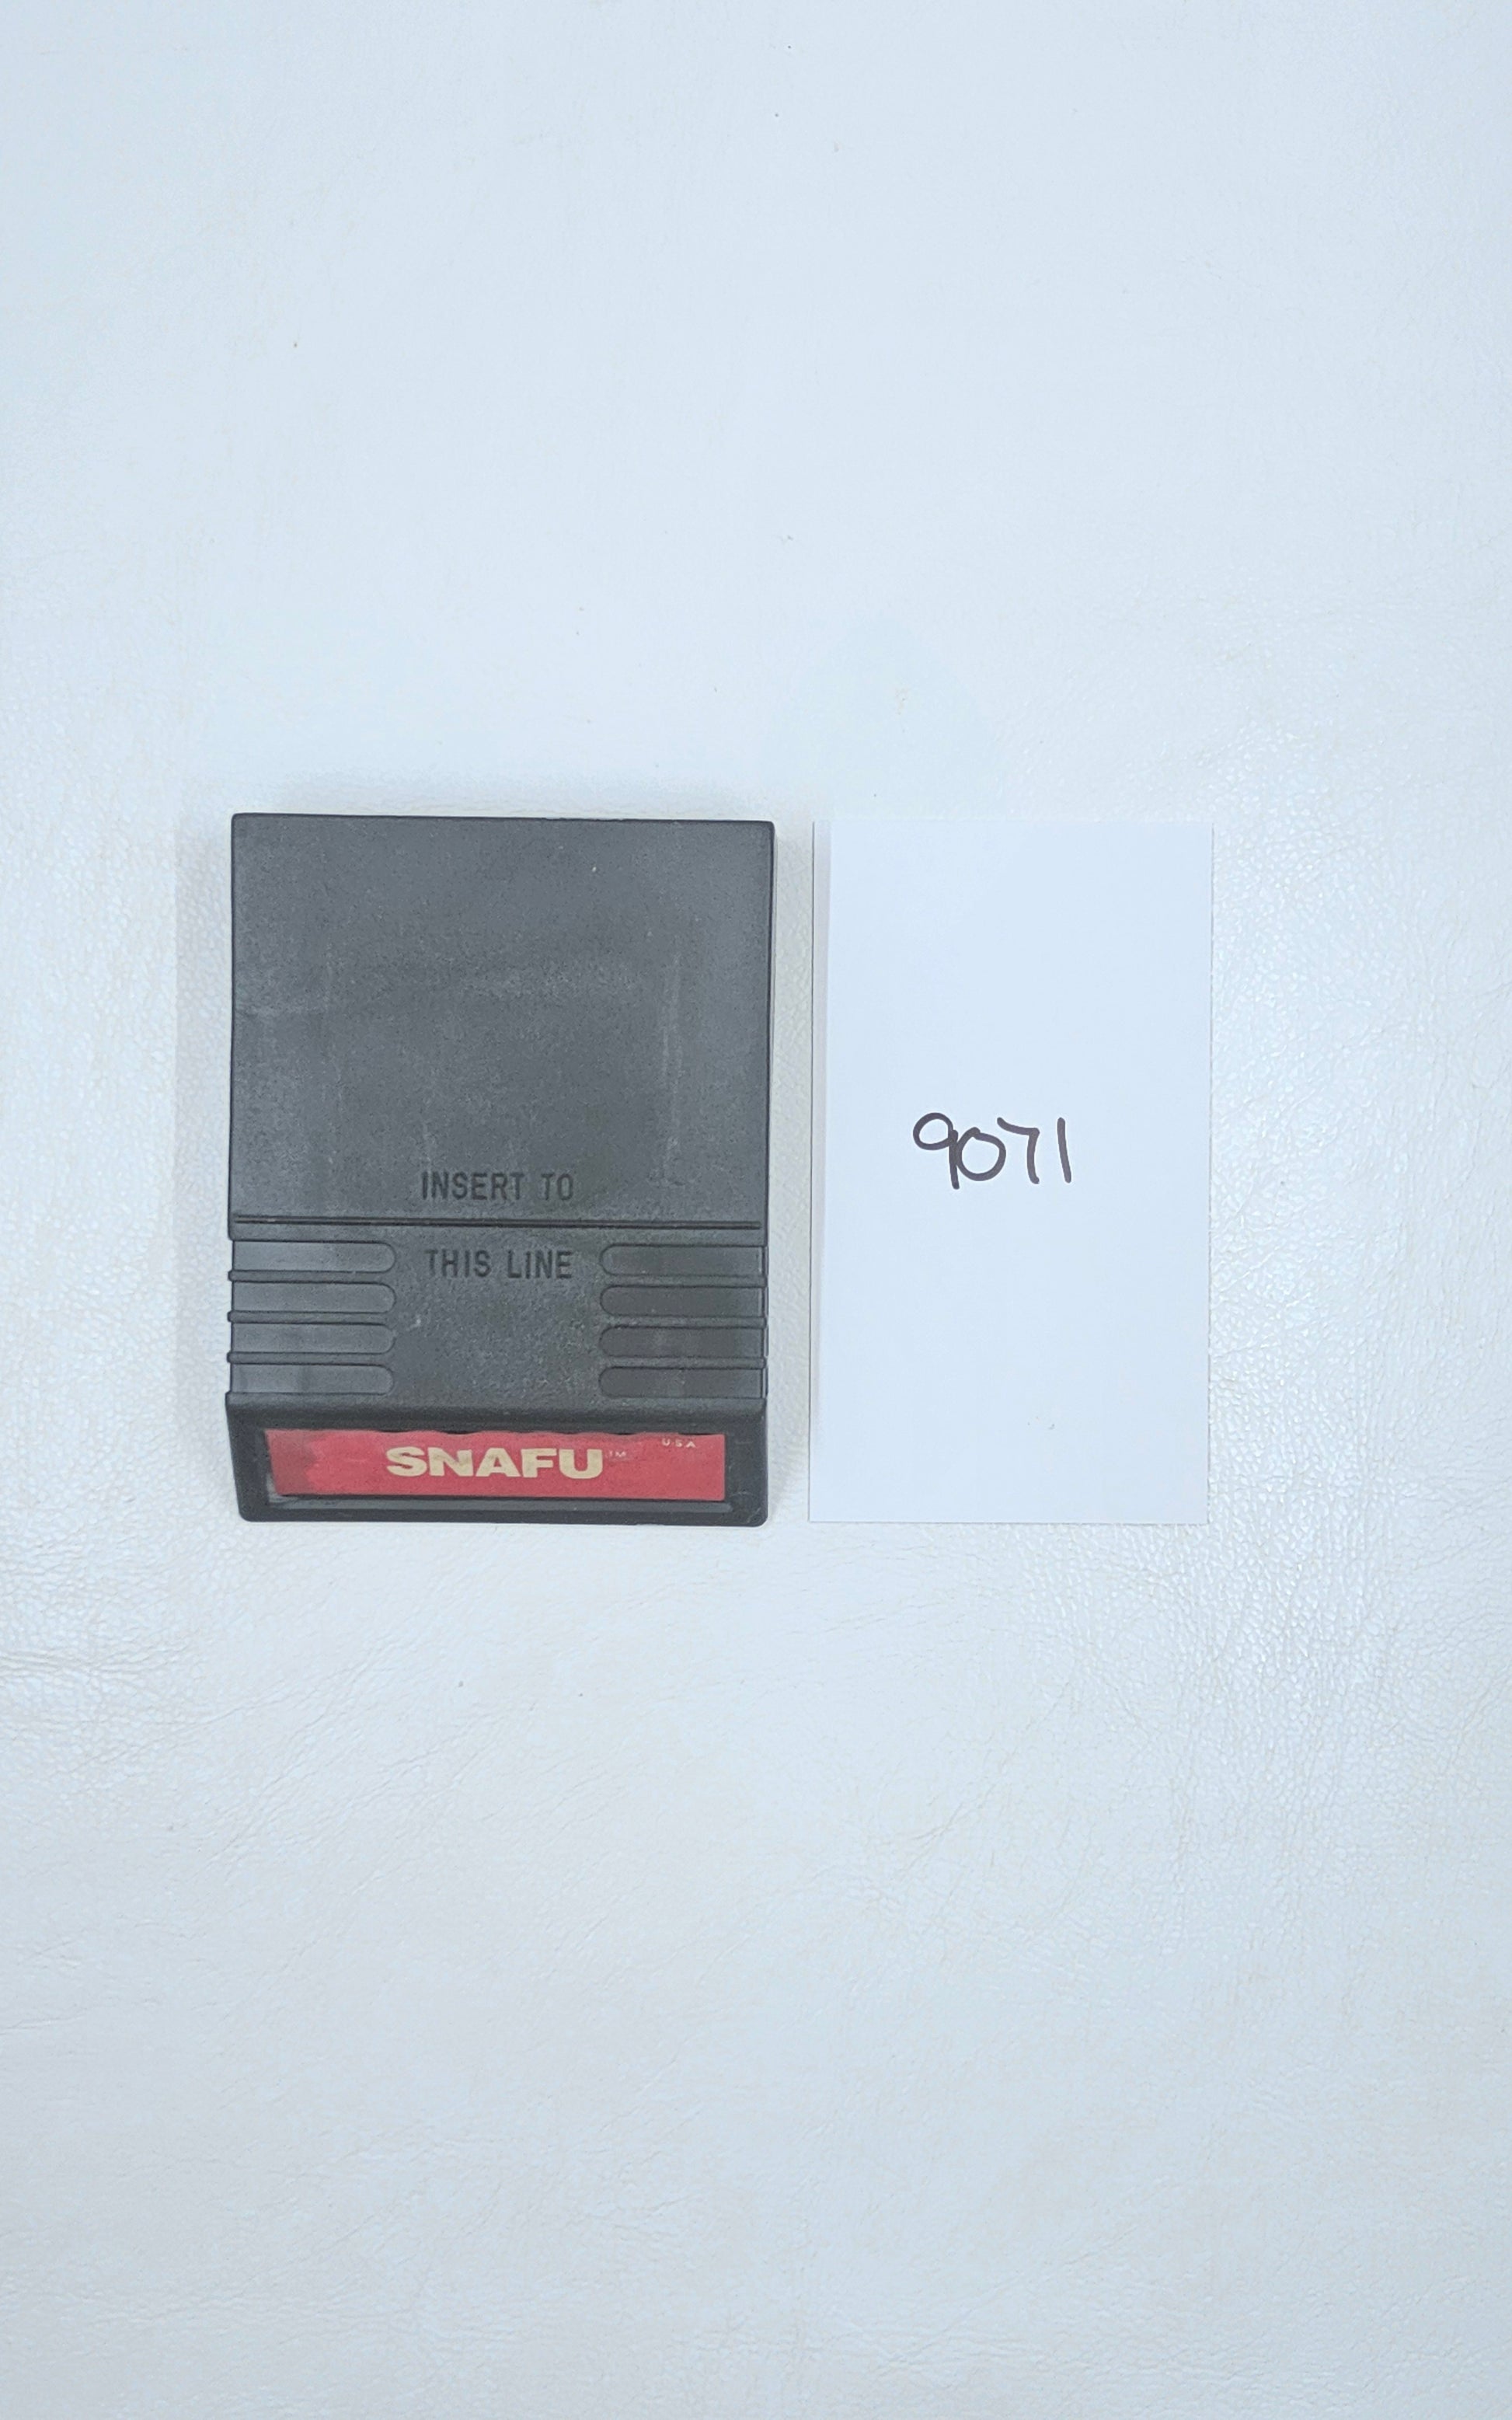 INSERT TO
THIS LINE
SNAFU™
USA
9071